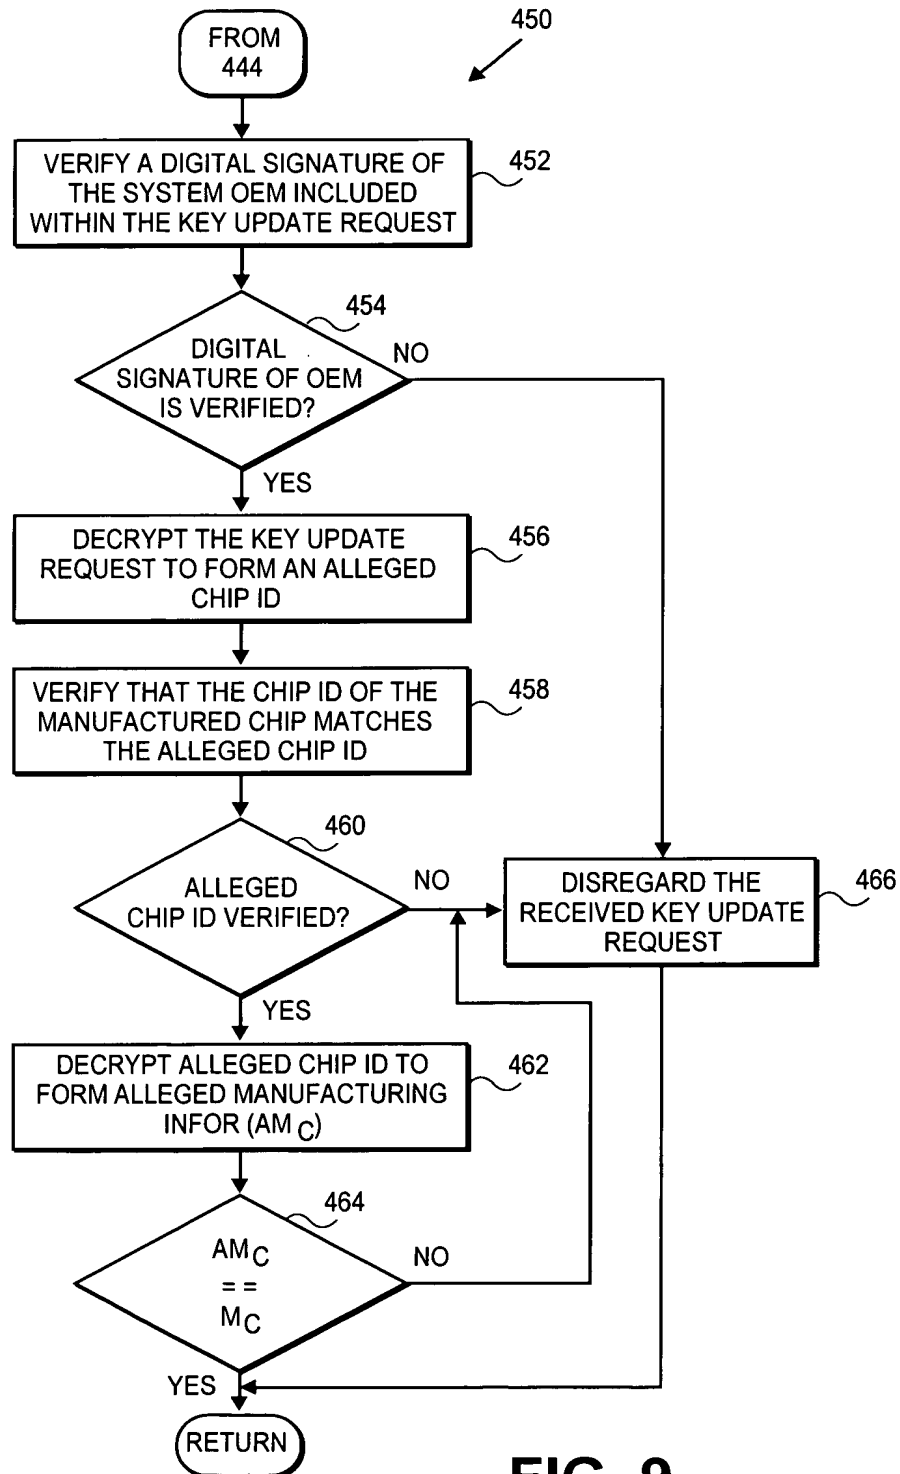 FROM
444
450
VERIFY A DIGITAL SIGNATURE OF
THE SYSTEM OEM INCLUDED
WITHIN THE KEY UPDATE REQUEST
452
454
DIGITAL
SIGNATURE OF OEM
IS VERIFIED?
NO
YES
DECRYPT THE KEY UPDATE
REQUEST TO FORM AN ALLEGED
CHIP ID
456
VERIFY THAT THE CHIP ID OF THE
MANUFACTURED CHIP MATCHES
THE ALLEGED CHIP ID
458
460
ALLEGED
CHIP ID VERIFIED?
NO
YES
DISREGARD THE
RECEIVED KEY UPDATE
REQUEST
466
DECRYPT ALLEGED CHIP ID TO
FORM ALLEGED MANUFACTURING
INFOR (AM C)
462
464
AMC
==
MC
NO
YES
RETURN
FIG. 9